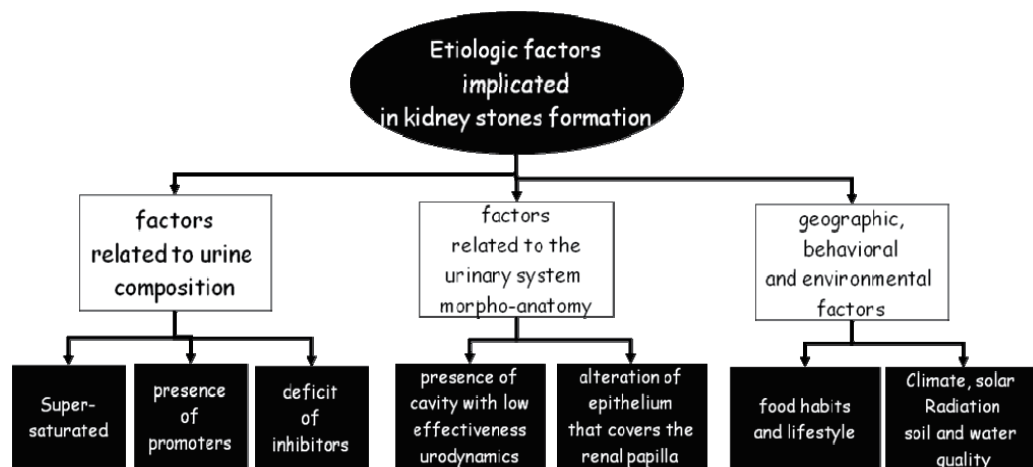 Etiologic factors
implicated
in kidney stones formation
factors
related to urine
composition
factors
related to the
urinary system
morpho-anatomy
geographic,
behavioral
and environmental
factors
Super-
saturated
presence
of
promoters
deficit
of
inhibitors
presence of
cavity with low
effectiveness
urodynamics
alteration of
epithelium
that covers the
renal papilla
food habits
and lifestyle
Climate, solar
Radiation
soil and water
quality